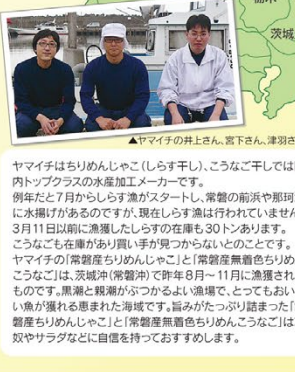 茨城
▲ヤマイチの井上さん、宮下さん、津羽さ
ヤマイチはちりめんじゃこ（しらす干し）、こうなご干しでは
内トップクラスの水産加工メーカーです。
例年だと7月からしらす漁がスタートし、常磐の前浜や那珂
に水揚げがあるのですが、現在しらす漁は行われていません
3月11日以前に漁獲したしらすの在庫も30トンあります。
こうなごも在庫があり買い手が見つからないとのことです。
ヤマイチの「常磐産ちりめんじゃこ」と「常磐産無着色ちりめ
こうなご」は、茨城沖（常磐沖）で昨年8月～11月に漁獲され
ものです。黒潮と親潮がぶつかるよい漁場で、とってもおい
い魚が獲れる恵まれた海域です。旨みがたっぷり詰まった「
磐産ちりめんじゃこ」と「常磐産無着色ちりめんこうなご」は
奴やサラダなどに自信を持っておすすめします。